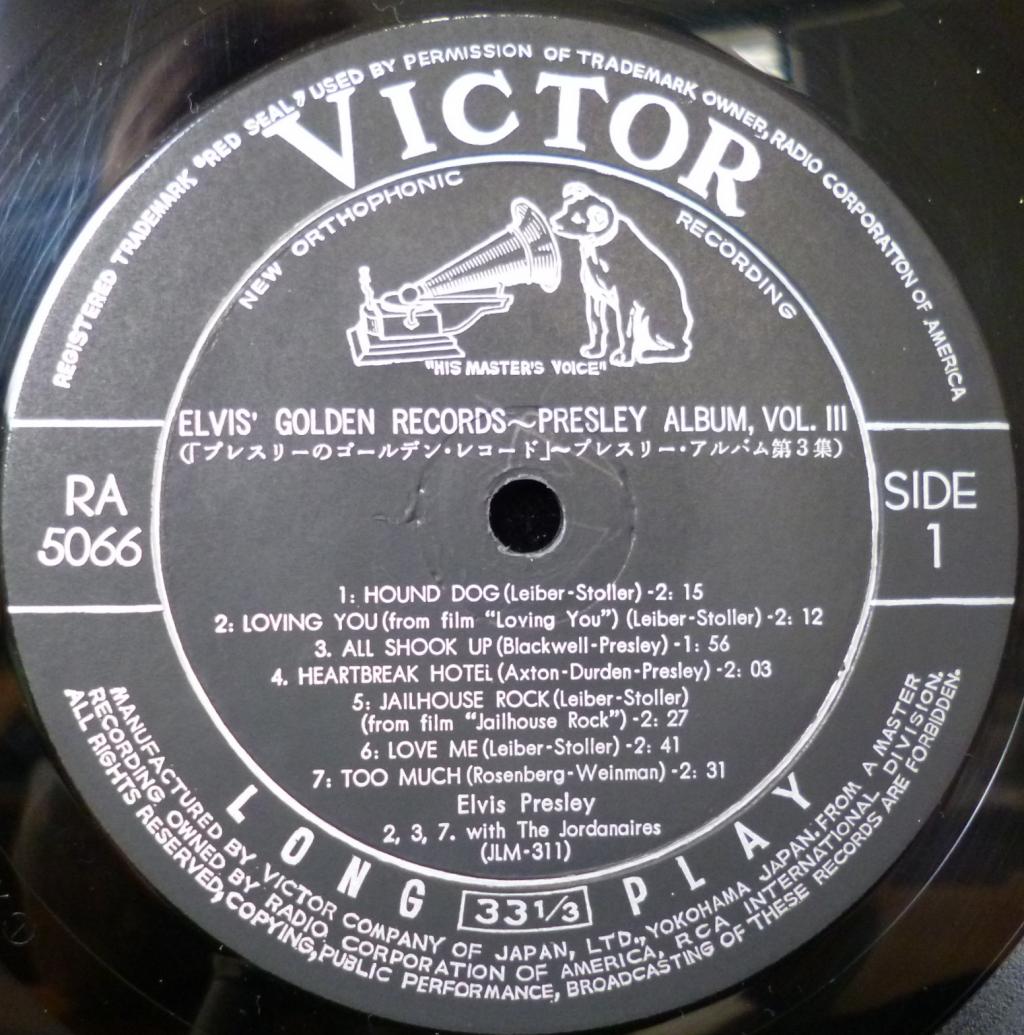 REGISTERED TRADEMARK “RED SEAL” USED BY PERMISSION OF TRADEMARK OWNER, RADIO CORPORATION OF AMERICA
VICTOR
NEW ORTHOPHONIC RECORDING
"HIS MASTER'S VOICE"
ELVIS' GOLDEN RECORDS~PRESLEY ALBUM, VOL. III
(「プレスリーのゴールデン・レコード」~プレスリー・アルバム第3集)
RA
5066
SIDE
1
1: HOUND DOG (Leiber-Stoller) -2: 15
2: LOVING YOU (from film “Loving You”) (Leiber-Stoller) -2: 12
3. ALL SHOOK UP (Blackwell-Presley) -1: 56
4. HEARTBREAK HOTEL (Axton-Durden-Presley) -2: 03
5: JAILHOUSE ROCK (Leiber-Stoller)
(from film “Jailhouse Rock”) -2: 27
6: LOVE ME (Leiber-Stoller) -2: 41
7: TOO MUCH (Rosenberg-Weinman) -2: 31
Elvis Presley
2, 3, 7. with The Jordanaires
(JLM-311)
LONG 33 1/3 PLAY
MANUFACTURED BY VICTOR COMPANY OF JAPAN, LTD., YOKOHAMA JAPAN. FROM A MASTER
RECORDING OWNED BY RADIO CORPORATION OF AMERICA, RCA INTERNATIONAL DIVISION.
ALL RIGHTS RESERVED, COPYING, PUBLIC PERFORMANCE, BROADCASTING OF THESE RECORDS ARE FORBIDDEN.